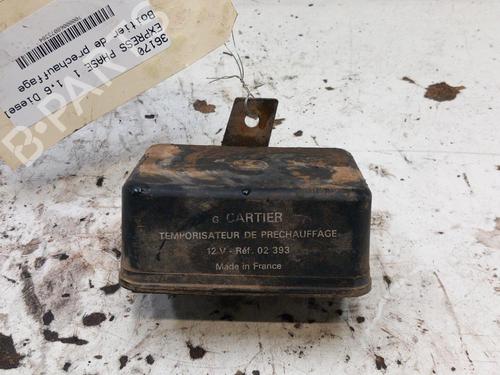 36170
EXPRESS PHASE 1 1.6 Diesel
Boîtier de prechauffage
B-PARTS
G. CARTIER
TEMPORISATEUR DE PRECHAUFFAGE
12 V - Réf. 02 393
Made in France